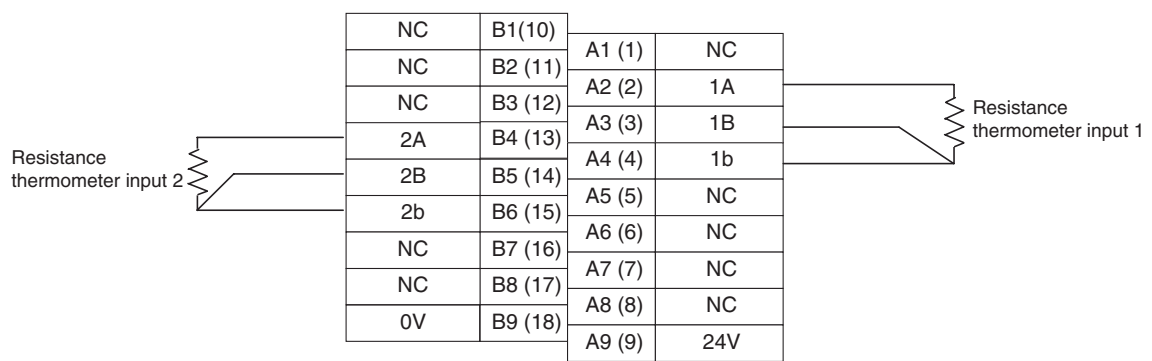 NC B1(10)
NC B2 (11)
NC B3 (12)
2A B4 (13)
2B B5 (14)
2b B6 (15)
NC B7 (16)
NC B8 (17)
0V B9 (18)
A1 (1) NC
A2 (2) 1A
A3 (3) 1B
A4 (4) 1b
A5 (5) NC
A6 (6) NC
A7 (7) NC
A8 (8) NC
A9 (9) 24V
Resistance
thermometer input 2
Resistance
thermometer input 1